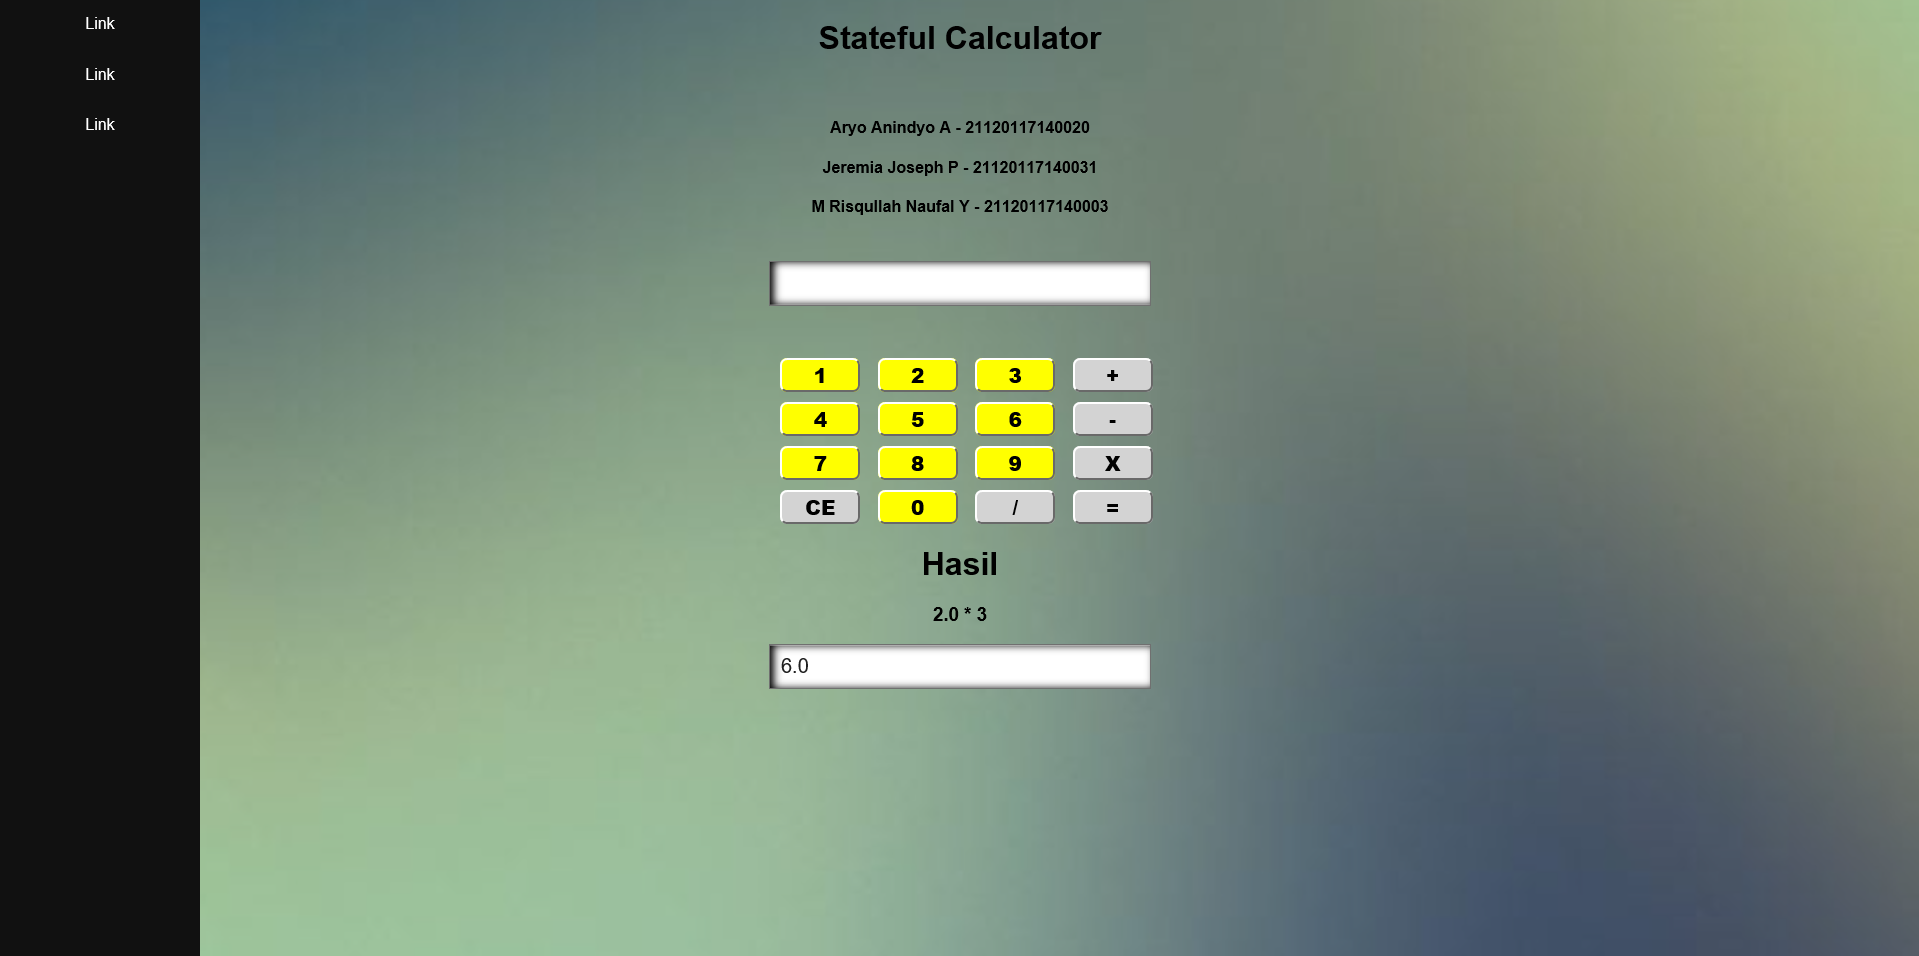 Link
Link
Link
Stateful Calculator
Aryo Anindyo A - 21120117140020
Jeremia Joseph P - 21120117140031
M Risqullah Naufal Y - 21120117140003
1 2 3 +
4 5 6 -
7 8 9 X
CE 0 / =
Hasil
2.0 * 3
6.0